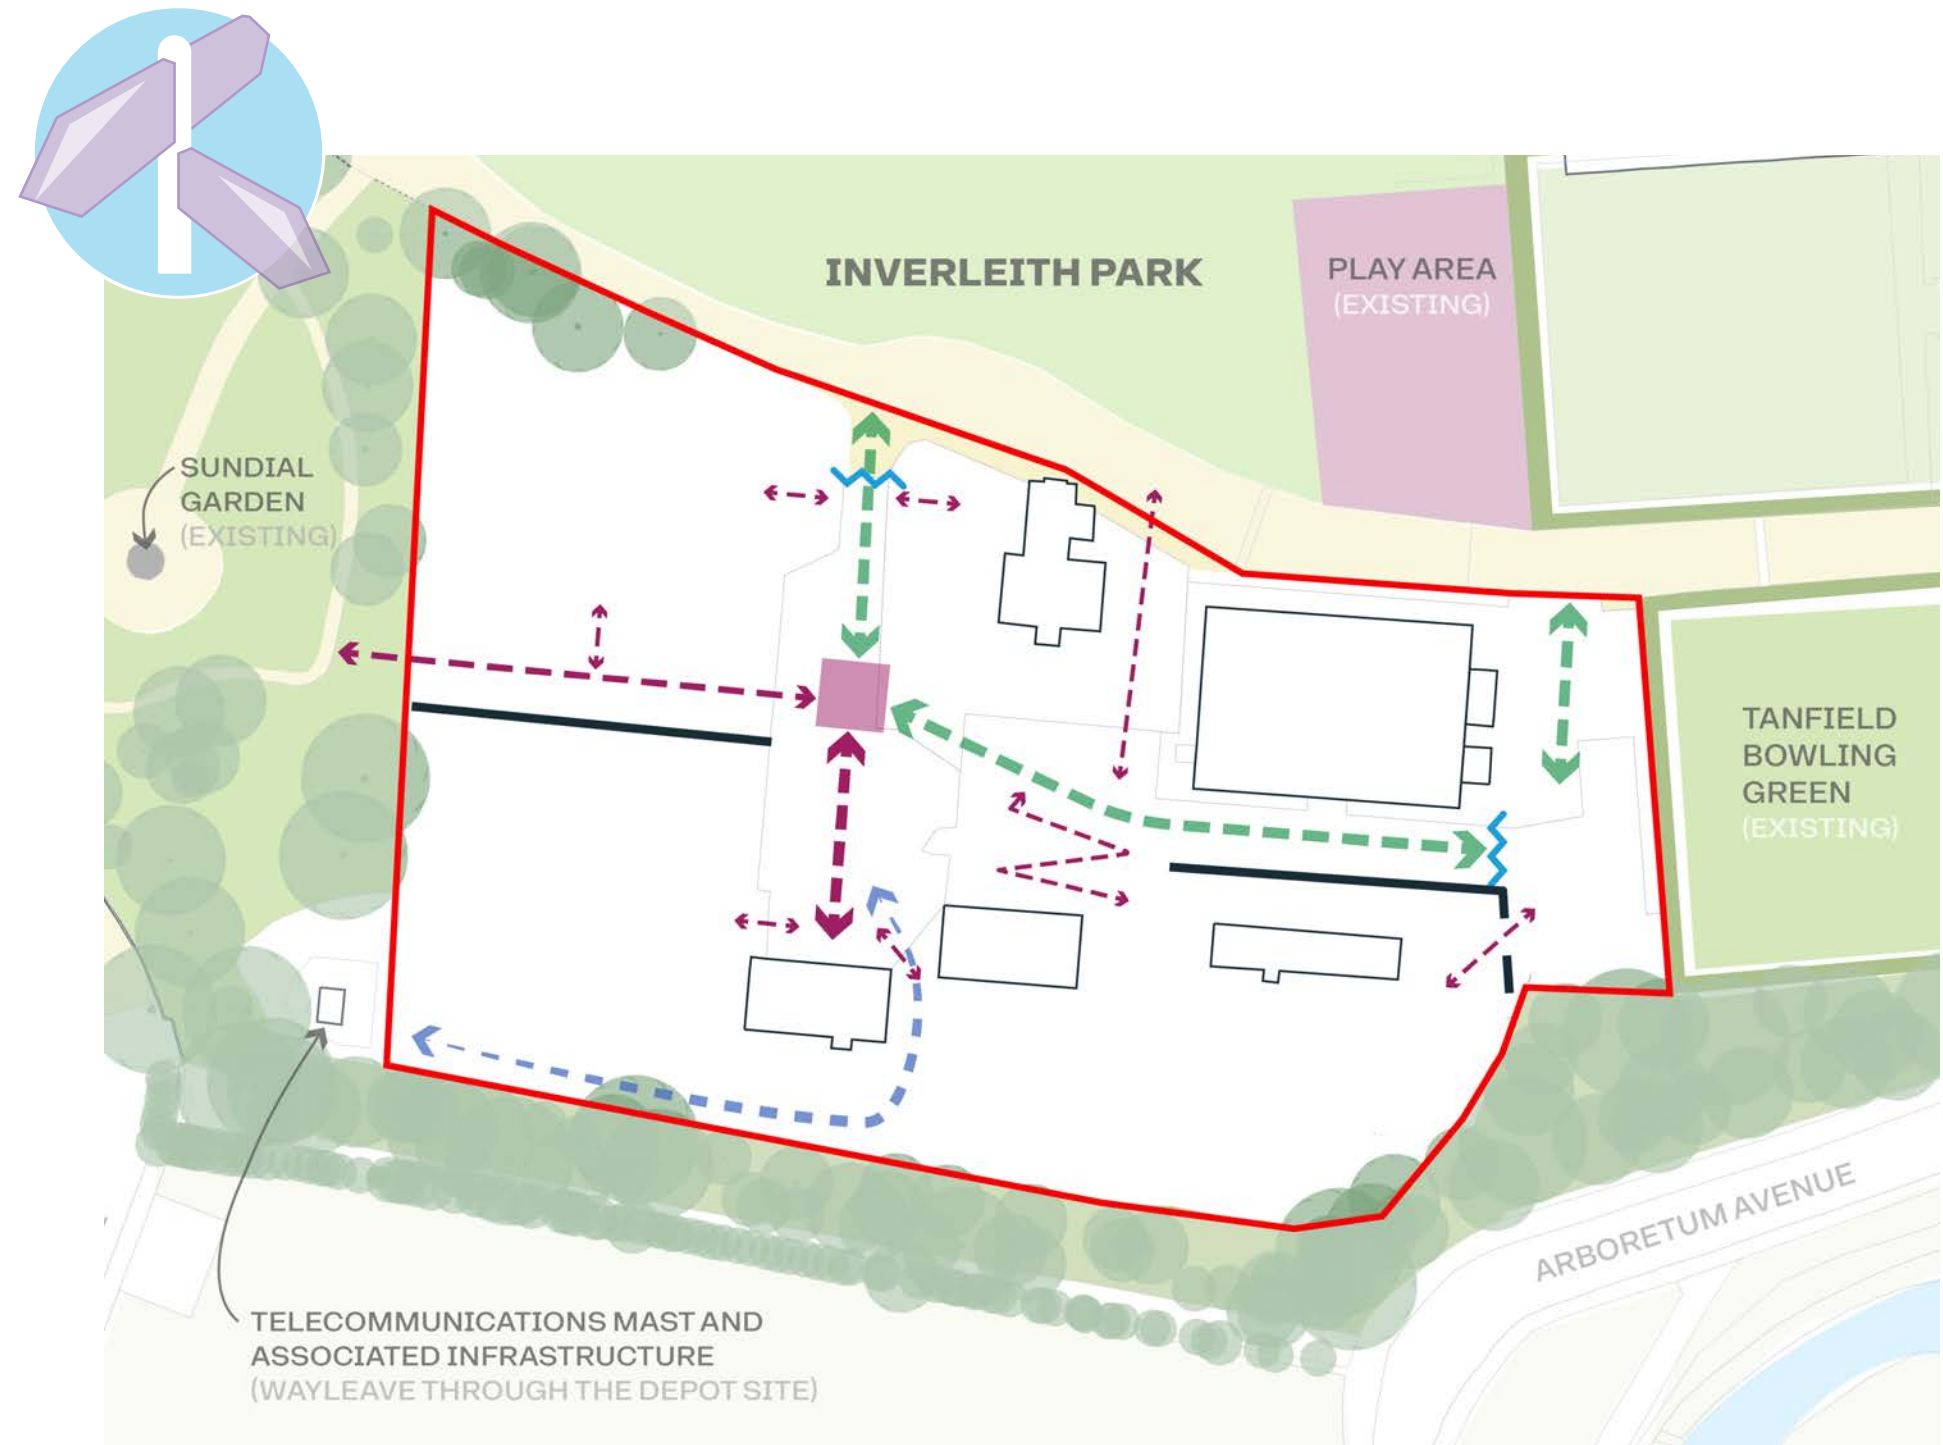 INVERLEITH PARK
PLAY AREA
(EXISTING)
SUNDIAL
GARDEN
(EXISTING)
TANFIELD
BOWLING
GREEN
(EXISTING)
ARBORETUM AVENUE
TELECOMMUNICATIONS MAST AND
ASSOCIATED INFRASTRUCTURE
(WAYLEAVE THROUGH THE DEPOT SITE)